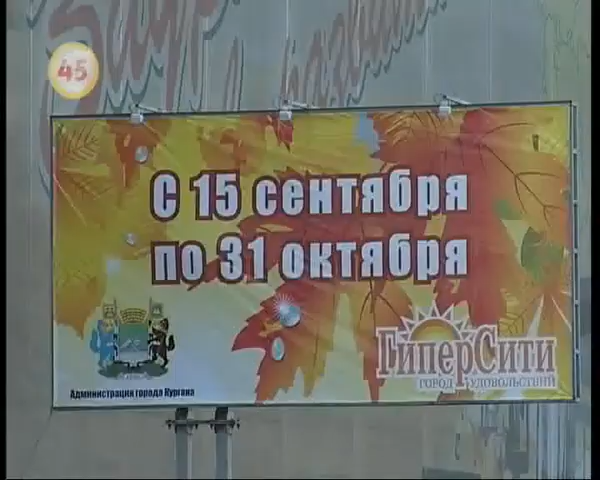 45
С 15 сентября
по 31 октября
ГиперСити
ГОРОД УДОВОЛЬСТВИЙ
Администрация города Кургана